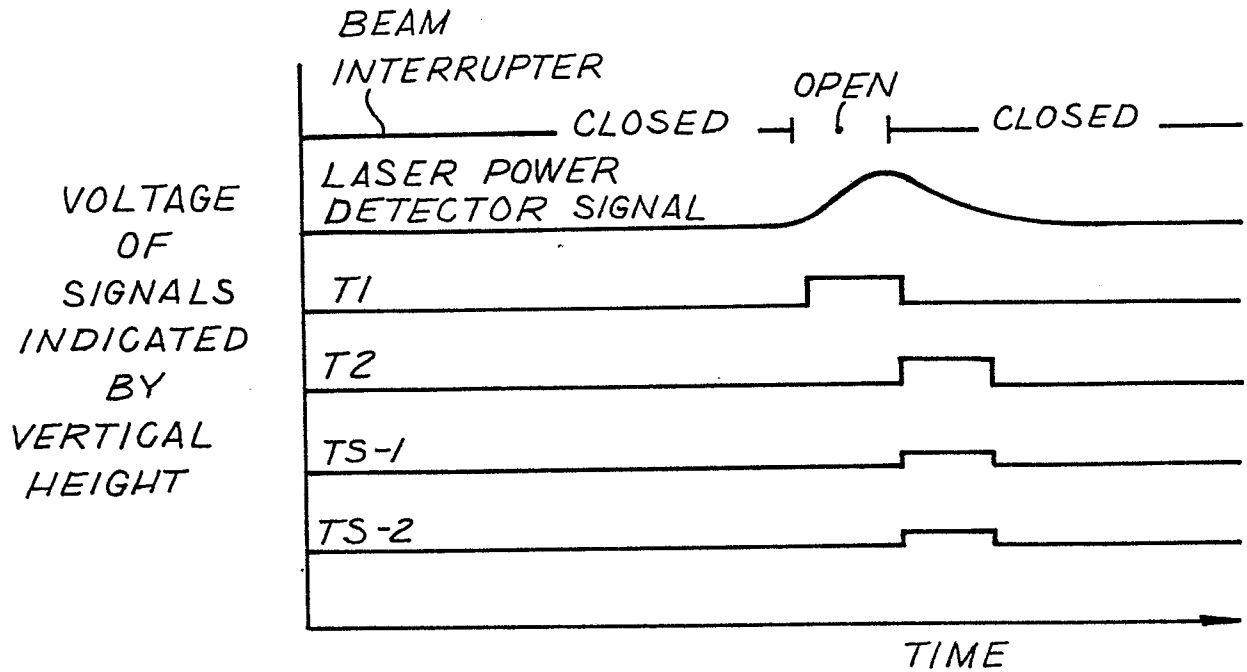 BEAM
INTERRUPTER
OPEN
CLOSED
CLOSED
LASER POWER
DETECTOR SIGNAL
VOLTAGE
OF
SIGNALS
INDICATED
BY
VERTICAL
HEIGHT
T1
T2
TS-1
TS-2
TIME